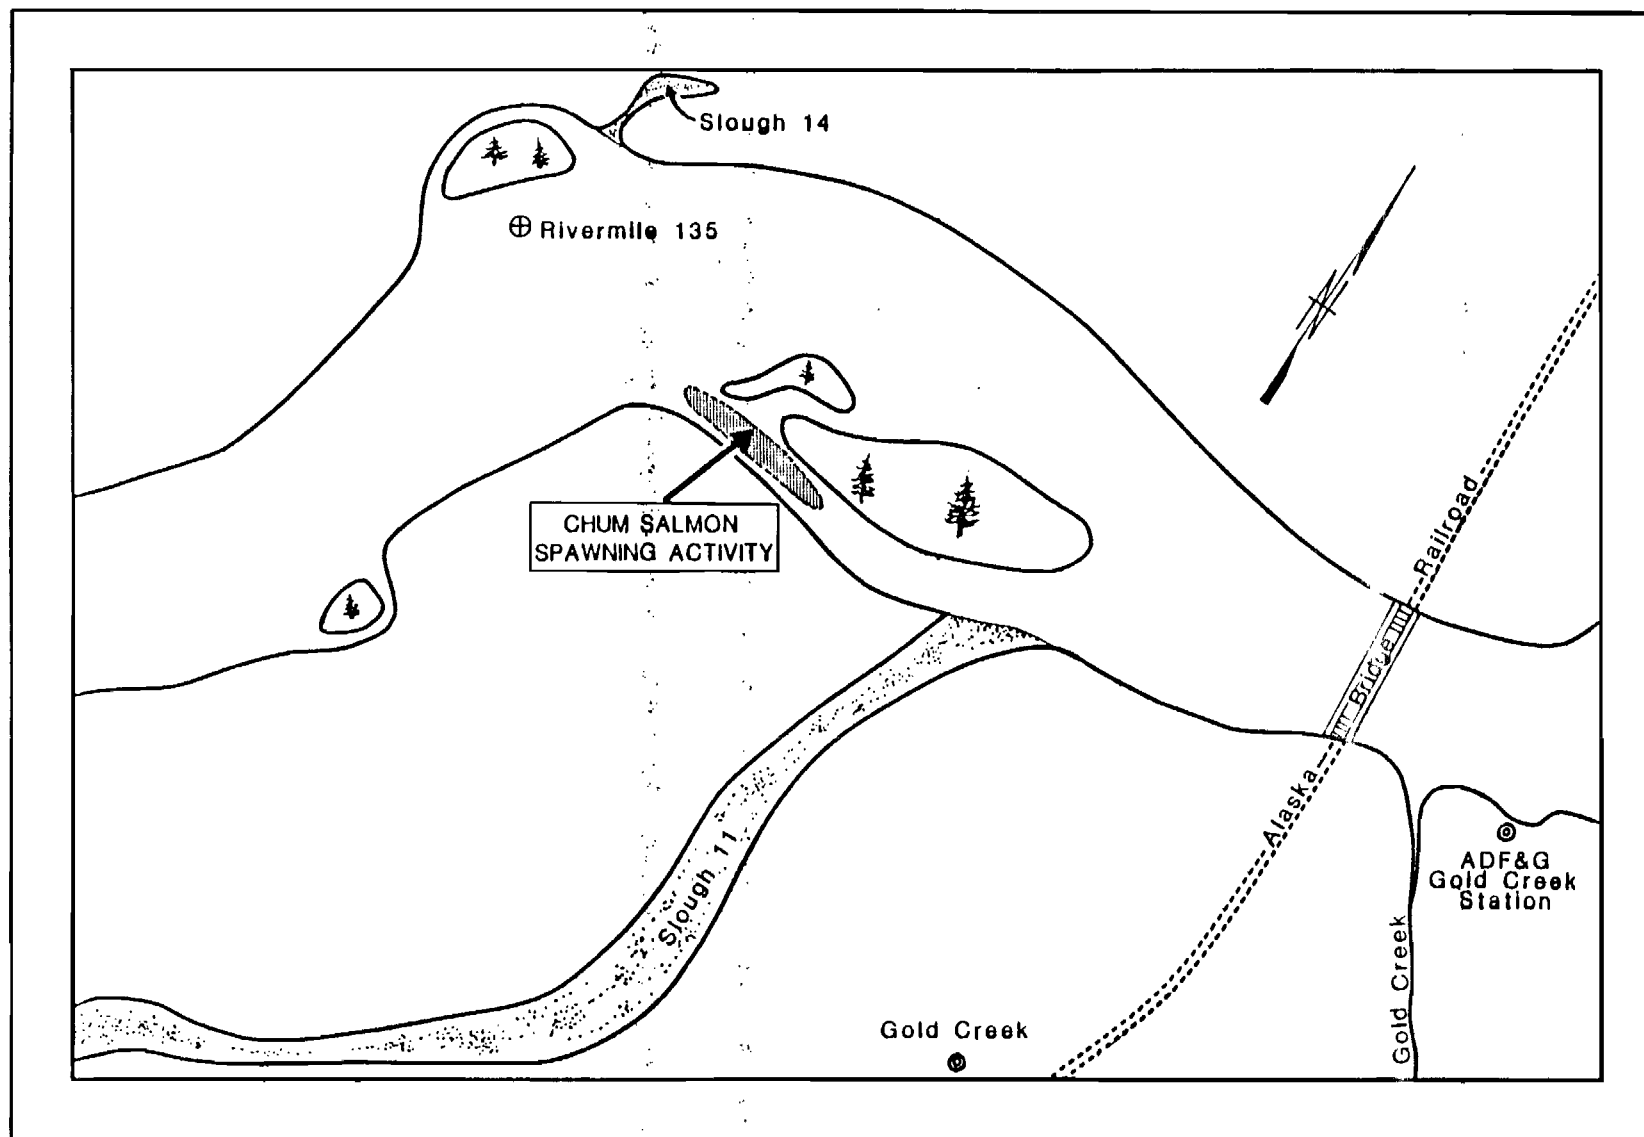 Slough 14
Rivermile 135
CHUM SALMON
SPAWNING ACTIVITY
Railroad
Bridge
Alaska
Slough 11
ADF&G
Gold Creek
Station
Gold Creek
Gold Creek
N